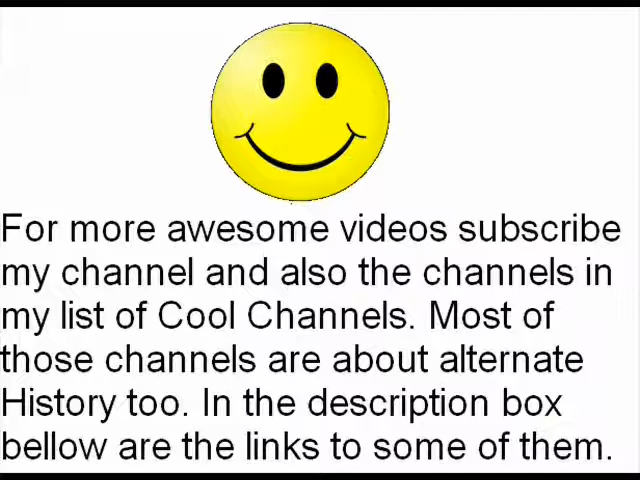 For more awesome videos subscribe
my channel and also the channels in
my list of Cool Channels. Most of
those channels are about alternate
History too. In the description box
bellow are the links to some of them.